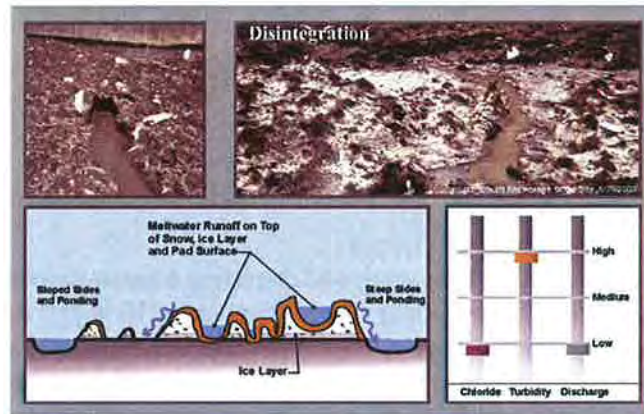 Disintegration
Meltwater Runoff on Top
of Snow, Ice Layer
and Pad Surface
Sloped Sides
and Ponding
Steep Sides
and Ponding
Ice Layer
High
Medium
Low
Chloride Turbidity Discharge